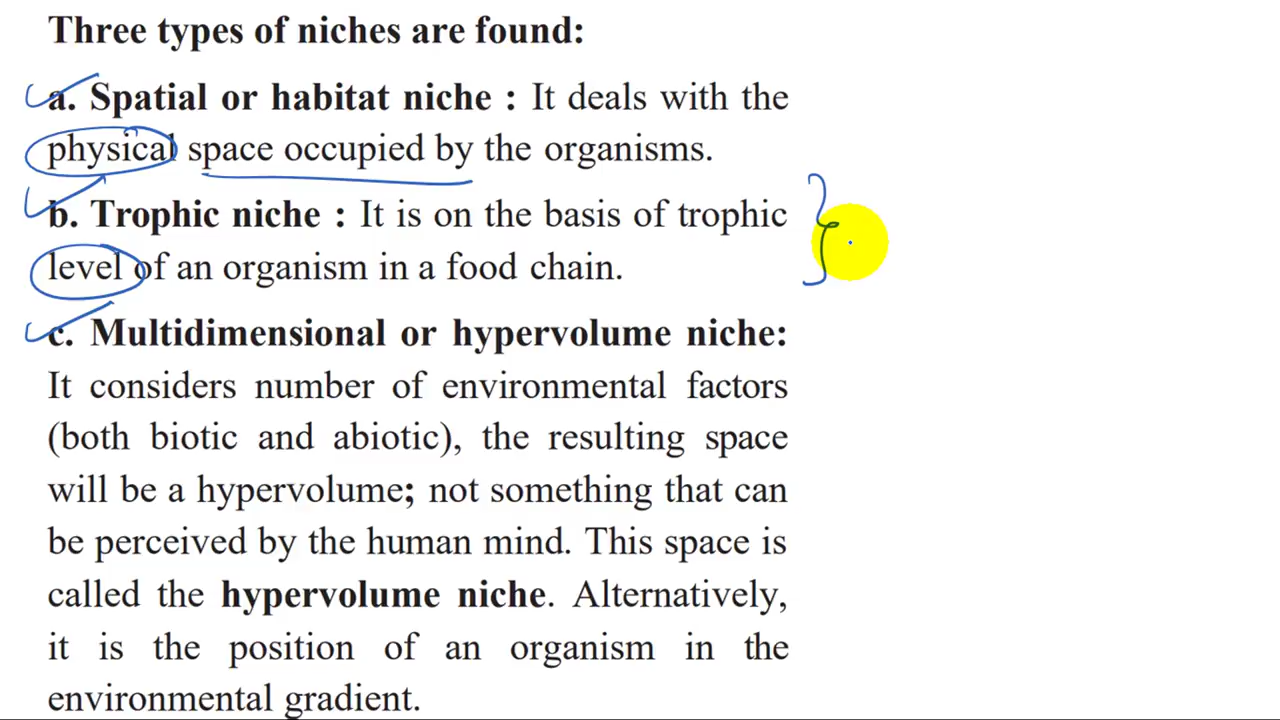 Three types of niches are found:
a. Spatial or habitat niche : It deals with the
physical space occupied by the organisms.
b. Trophic niche : It is on the basis of trophic
level of an organism in a food chain.
c. Multidimensional or hypervolume niche:
It considers number of environmental factors
(both biotic and abiotic), the resulting space
will be a hypervolume; not something that can
be perceived by the human mind. This space is
called the hypervolume niche. Alternatively,
it is the position of an organism in the
environmental gradient.